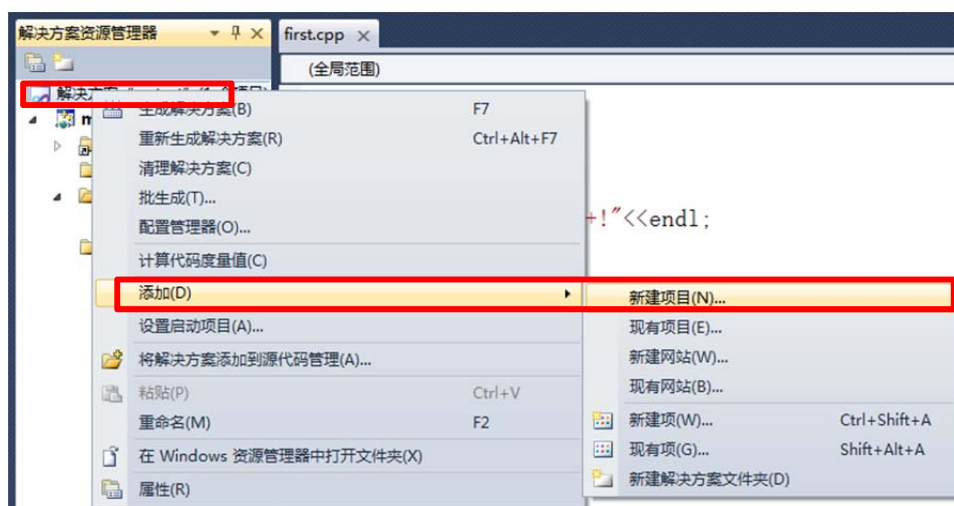 解决方案资源管理器
first.cpp
(全局范围)
解决
生成解决方案(B) F7
重新生成解决方案(R) Ctrl+Alt+F7
清理解决方案(C)
批生成(T)...
配置管理器(O)...
+!"<<endl;
计算代码度量值(C)
添加(D)
新建项目(N)...
设置启动项目(A)...
现有项目(E)...
将解决方案添加到源代码管理(A)...
新建网站(W)...
粘贴(P) Ctrl+V
现有网站(B)...
重命名(M) F2
新建项(W)... Ctrl+Shift+A
在 Windows 资源管理器中打开文件夹(X)
现有项(G)... Shift+Alt+A
属性(R)
新建解决方案文件夹(D)